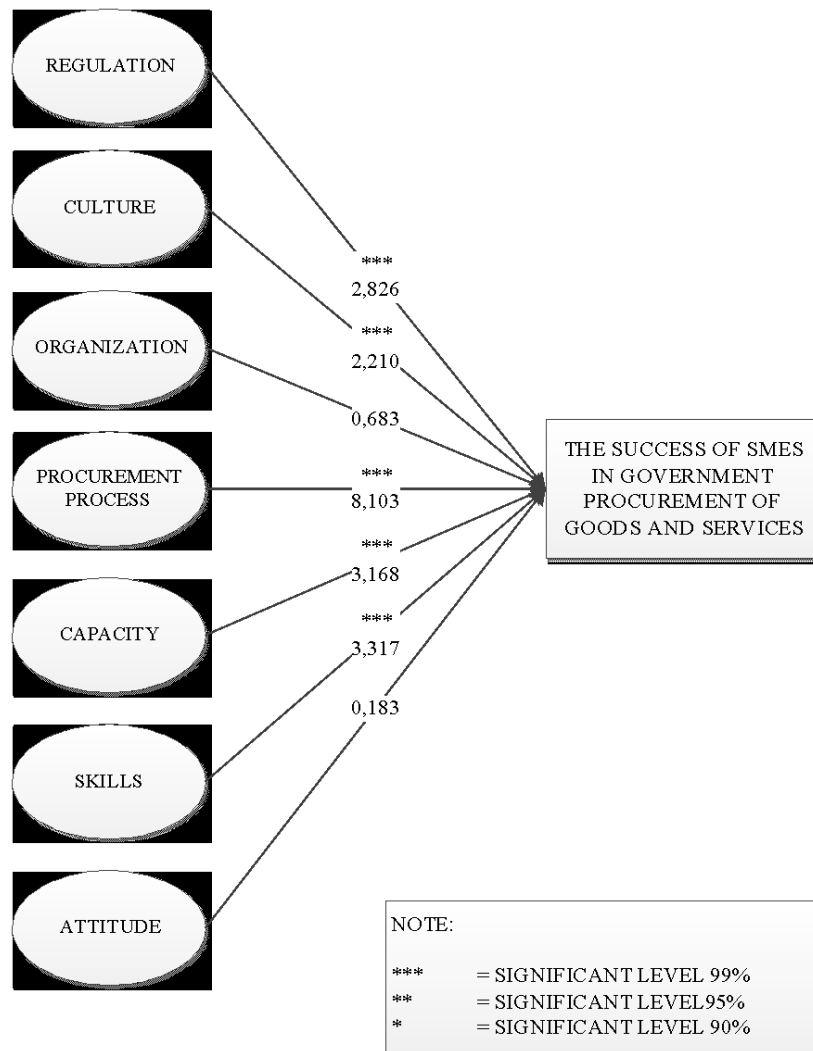 REGULATION
CULTURE
ORGANIZATION
PROCUREMENT
PROCESS
CAPACITY
SKILLS
ATTITUDE
***
2,826
***
2,210
0,683
***
8,103
***
3,168
***
3,317
0,183
THE SUCCESS OF SMES
IN GOVERNMENT
PROCUREMENT OF
GOODS AND SERVICES
NOTE:
*** = SIGNIFICANT LEVEL 99%
** = SIGNIFICANT LEVEL95%
* = SIGNIFICANT LEVEL 90%